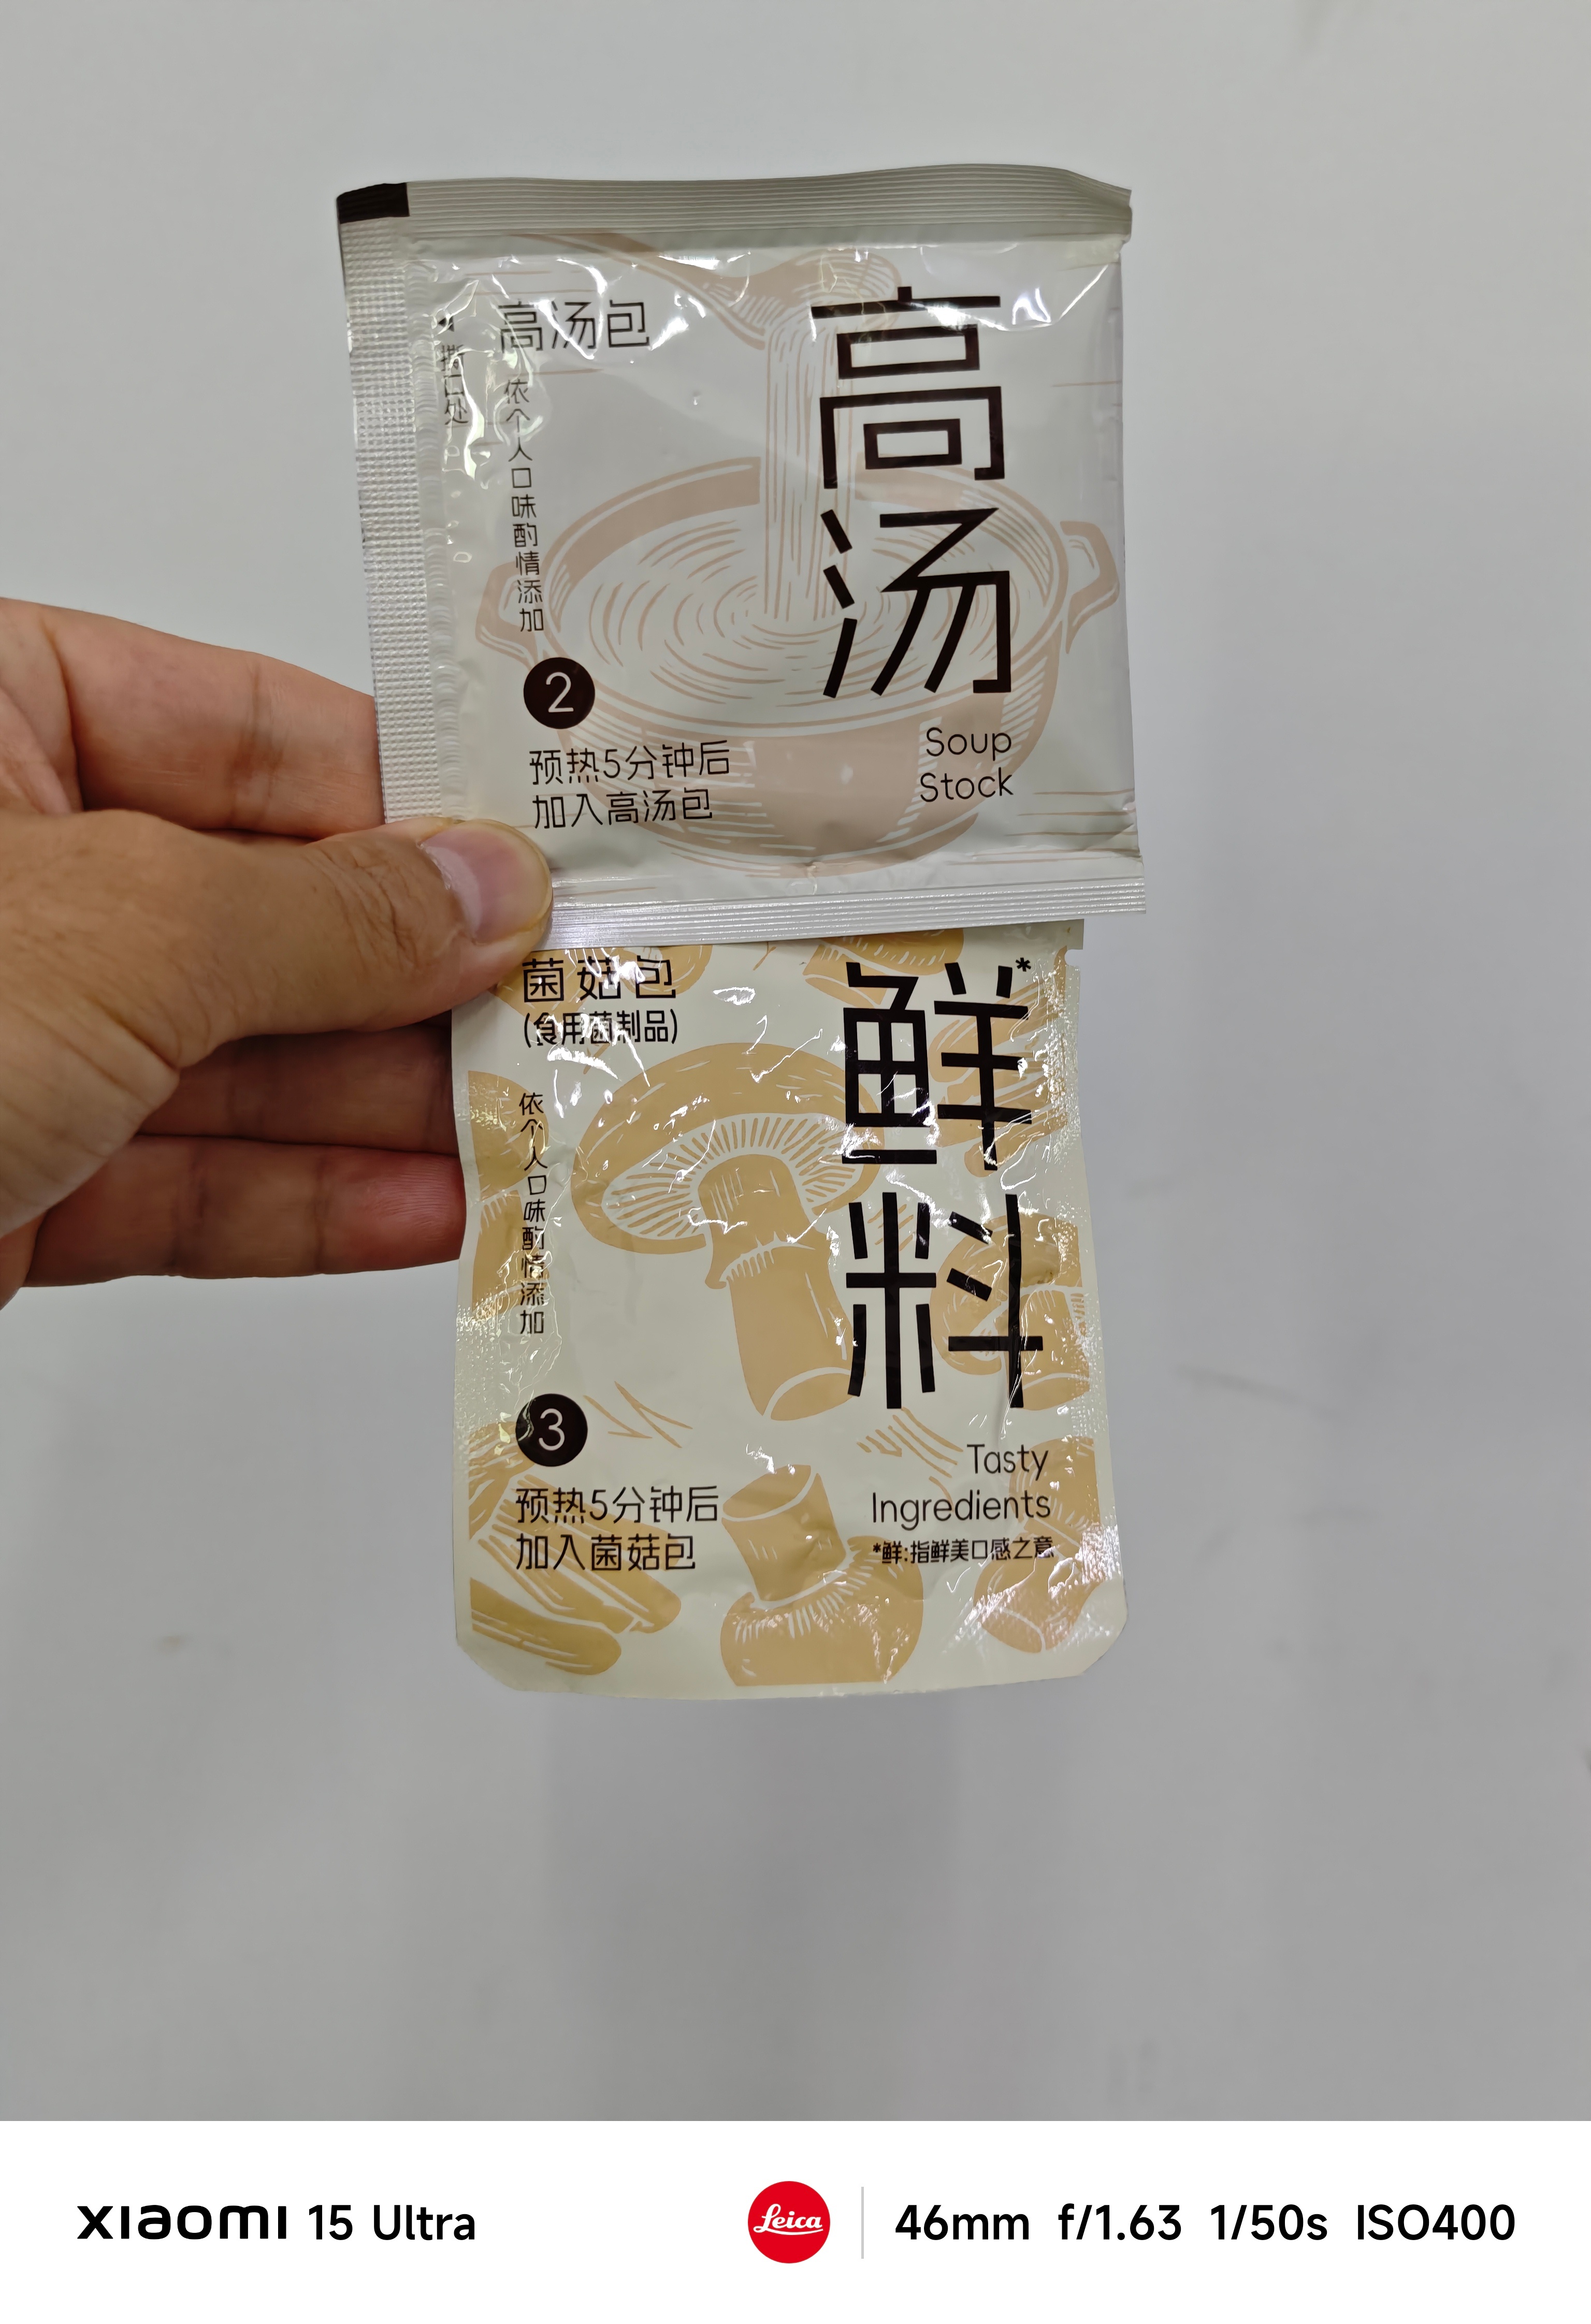 高汤包
撕口处
依个人口味酌情添加
高汤
2
预热5分钟后
加入高汤包
Soup
Stock
菌菇包
(食用菌制品)
鲜*
料
依个人口味酌情添加
3
预热5分钟后
加入菌菇包
Tasty
Ingredients
*鲜:指鲜美口感之意
xiaomi 15 Ultra
Leica
46mm f/1.63 1/50s ISO400